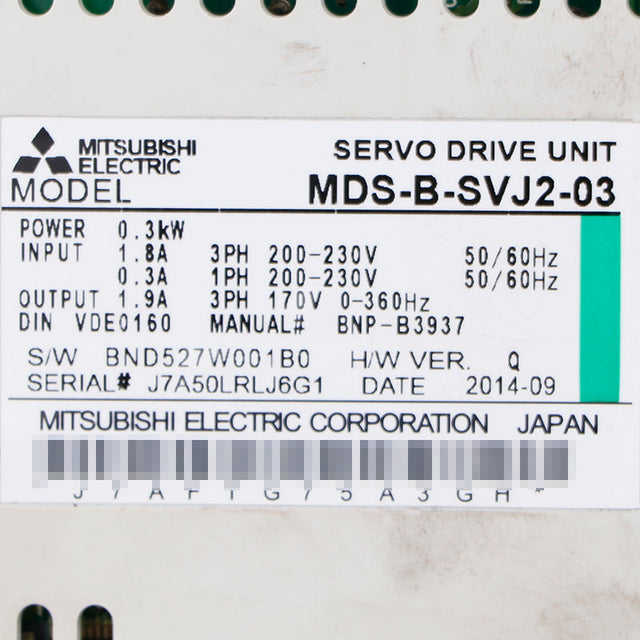 MITSUBISHI
ELECTRIC
SERVO DRIVE UNIT
MODEL MDS-B-SVJ2-03
POWER 0.3kW
INPUT 1.8A 3PH 200-230V 50/60Hz
0.3A 1PH 200-230V 50/60Hz
OUTPUT 1.9A 3PH 170V 0-360Hz
DIN VDE0160 MANUAL# BNP-B3937
S/W BND527W001B0 H/W VER. Q
SERIAL# J7A50LRLJ6G1 DATE 2014-09
MITSUBISHI ELECTRIC CORPORATION JAPAN